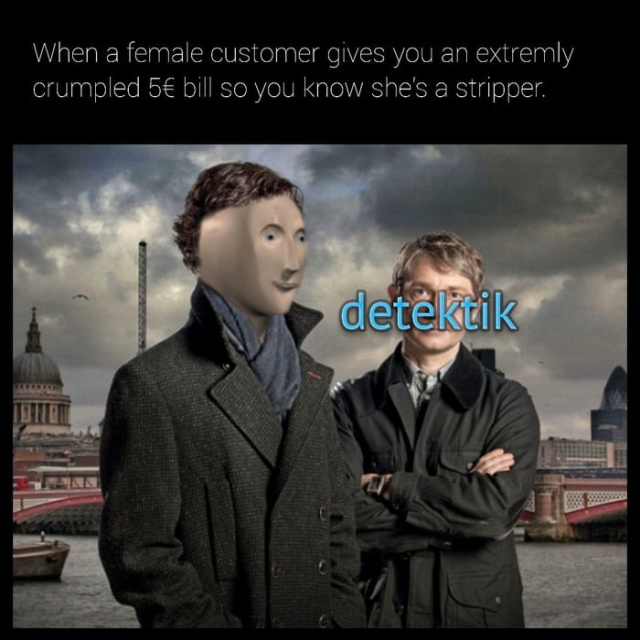 When a female customer gives you an extremly
crumpled 5€ bill so you know she's a stripper.
detektik